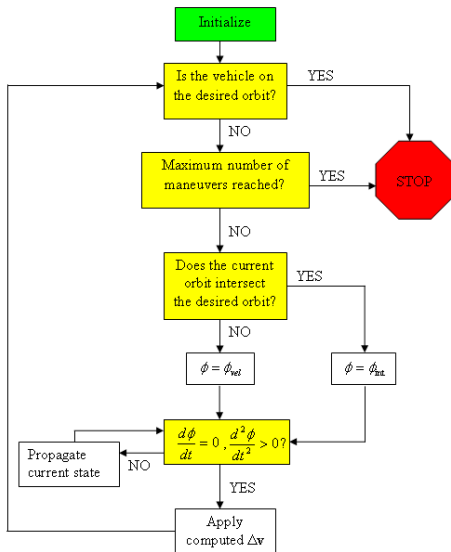 Initialize
Is the vehicle on
the desired orbit?
YES
NO
Maximum number of
maneuvers reached?
YES
STOP
NO
Does the current
orbit intersect
the desired orbit?
YES
NO
ϕ = ϕ_vel
ϕ = ϕ_int.
dϕ/dt = 0 , d²ϕ/dt² > 0?
Propagate
current state
NO
YES
Apply
computed Δv